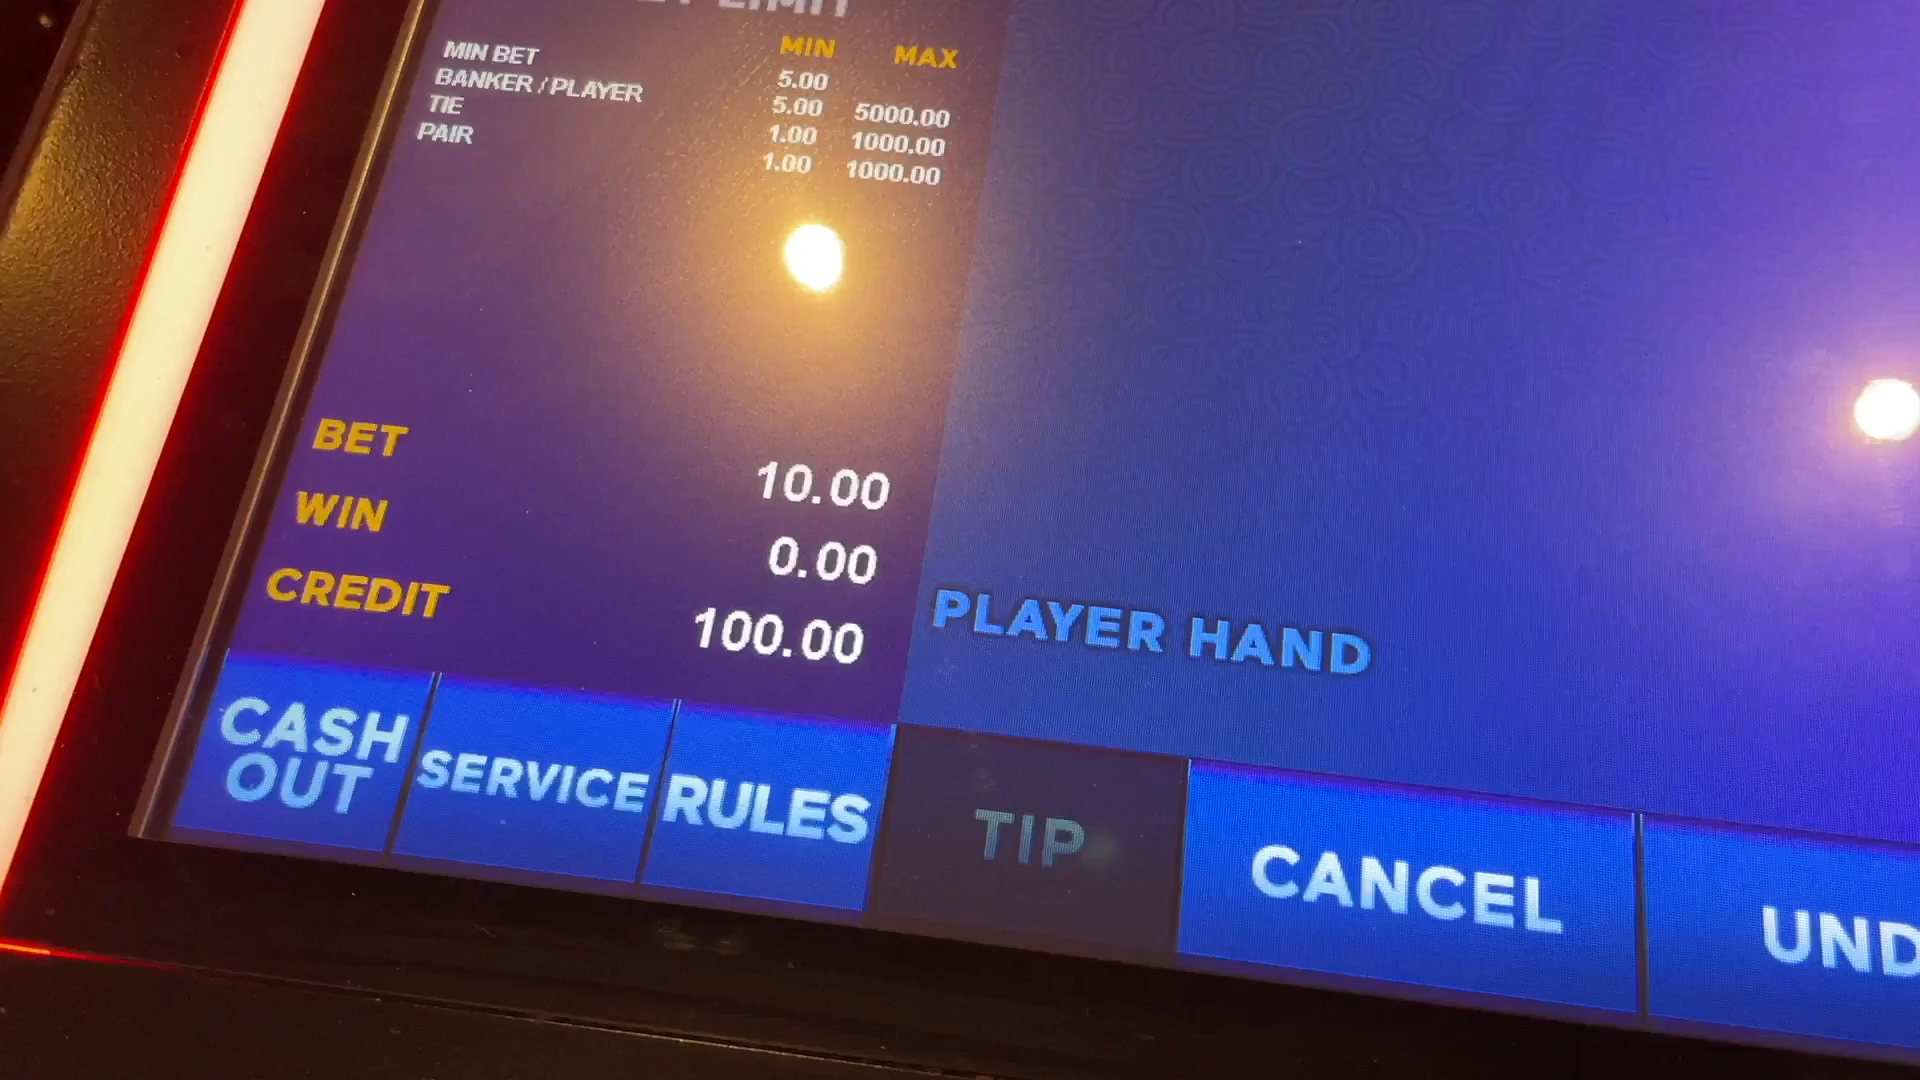 LIMIT
MIN MAX
MIN BET 5.00
BANKER / PLAYER 5.00 5000.00
TIE 1.00 1000.00
PAIR 1.00 1000.00
BET 10.00
WIN 0.00
CREDIT 100.00
PLAYER HAND
CASH
OUT
SERVICE
RULES
TIP
CANCEL
UND